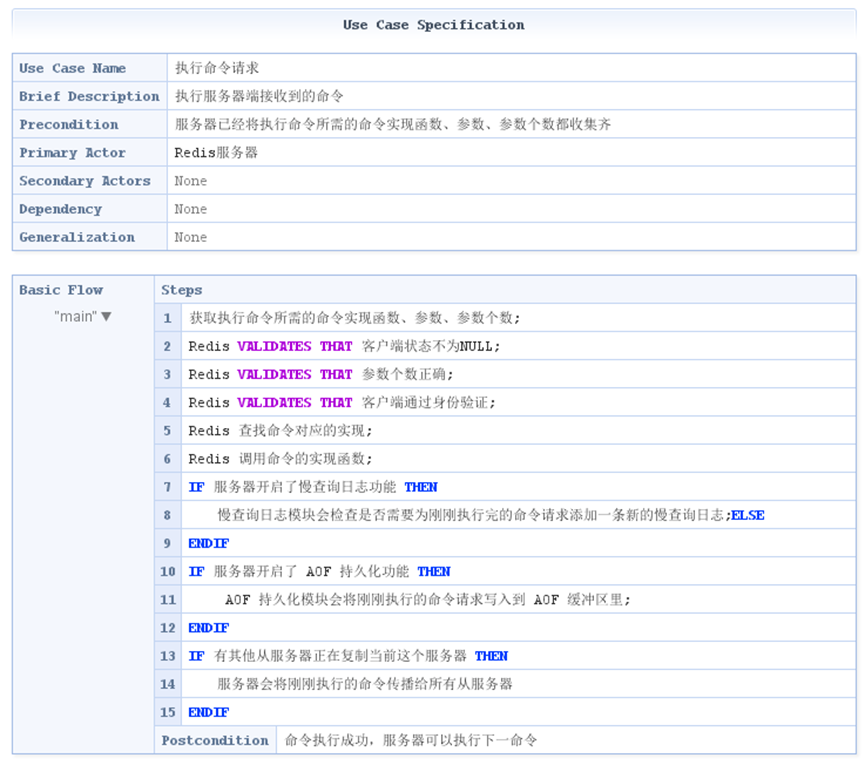 Use Case Specification
Use Case Name 执行命令请求
Brief Description 执行服务器端接收到的命令
Precondition 服务器已经将执行命令所需的命令实现函数、参数、参数个数都收集齐
Primary Actor Redis服务器
Secondary Actors None
Dependency None
Generalization None
Basic Flow Steps
"main" ▼
1 获取执行命令所需的命令实现函数、参数、参数个数;
2 Redis VALIDATES THAT 客户端状态不为NULL;
3 Redis VALIDATES THAT 参数个数正确;
4 Redis VALIDATES THAT 客户端通过身份验证;
5 Redis 查找命令对应的实现;
6 Redis 调用命令的实现函数;
7 IF 服务器开启了慢查询日志功能 THEN
8 慢查询日志模块会检查是否需要为刚刚执行完的命令请求添加一条新的慢查询日志;ELSE
9 ENDIF
10 IF 服务器开启了 AOF 持久化功能 THEN
11 AOF 持久化模块会将刚刚执行的命令请求写入到 AOF 缓冲区里;
12 ENDIF
13 IF 有其他从服务器正在复制当前这个服务器 THEN
14 服务器会将刚刚执行的命令传播给所有从服务器
15 ENDIF
Postcondition 命令执行成功，服务器可以执行下一命令